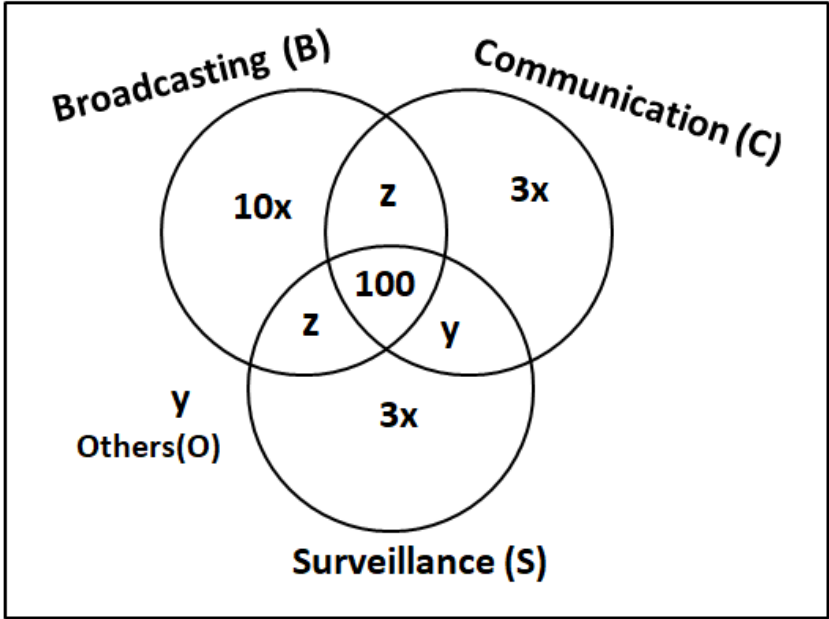 Broadcasting (B)
Communication (C)
10x
z
3x
100
z
y
y
Others(O)
3x
Surveillance (S)